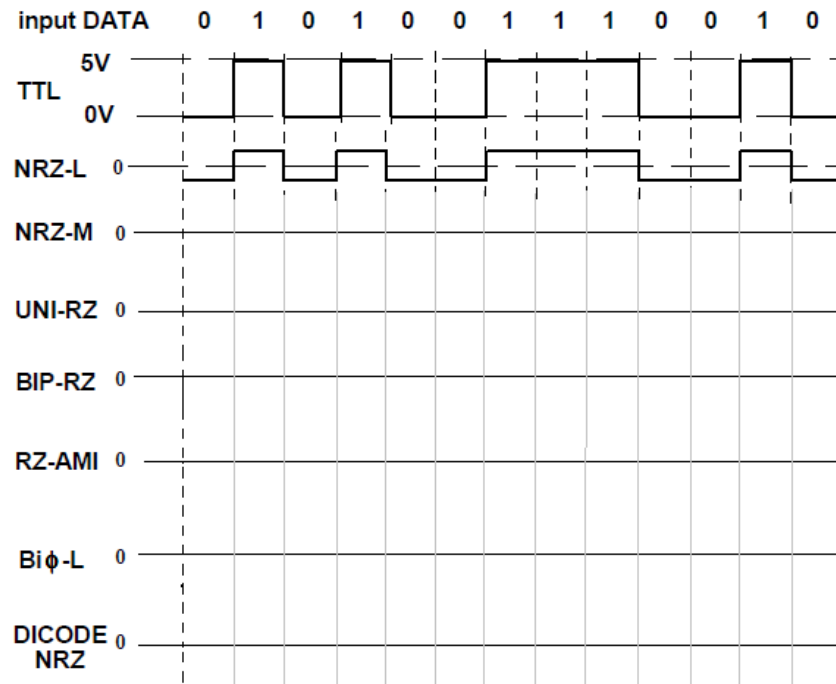 input DATA 0 1 0 1 0 0 1 1 1 0 0 1 0
5V
TTL
0V
NRZ-L 0
NRZ-M 0
UNI-RZ 0
BIP-RZ 0
RZ-AMI 0
Biϕ-L 0
DICODE 0
NRZ